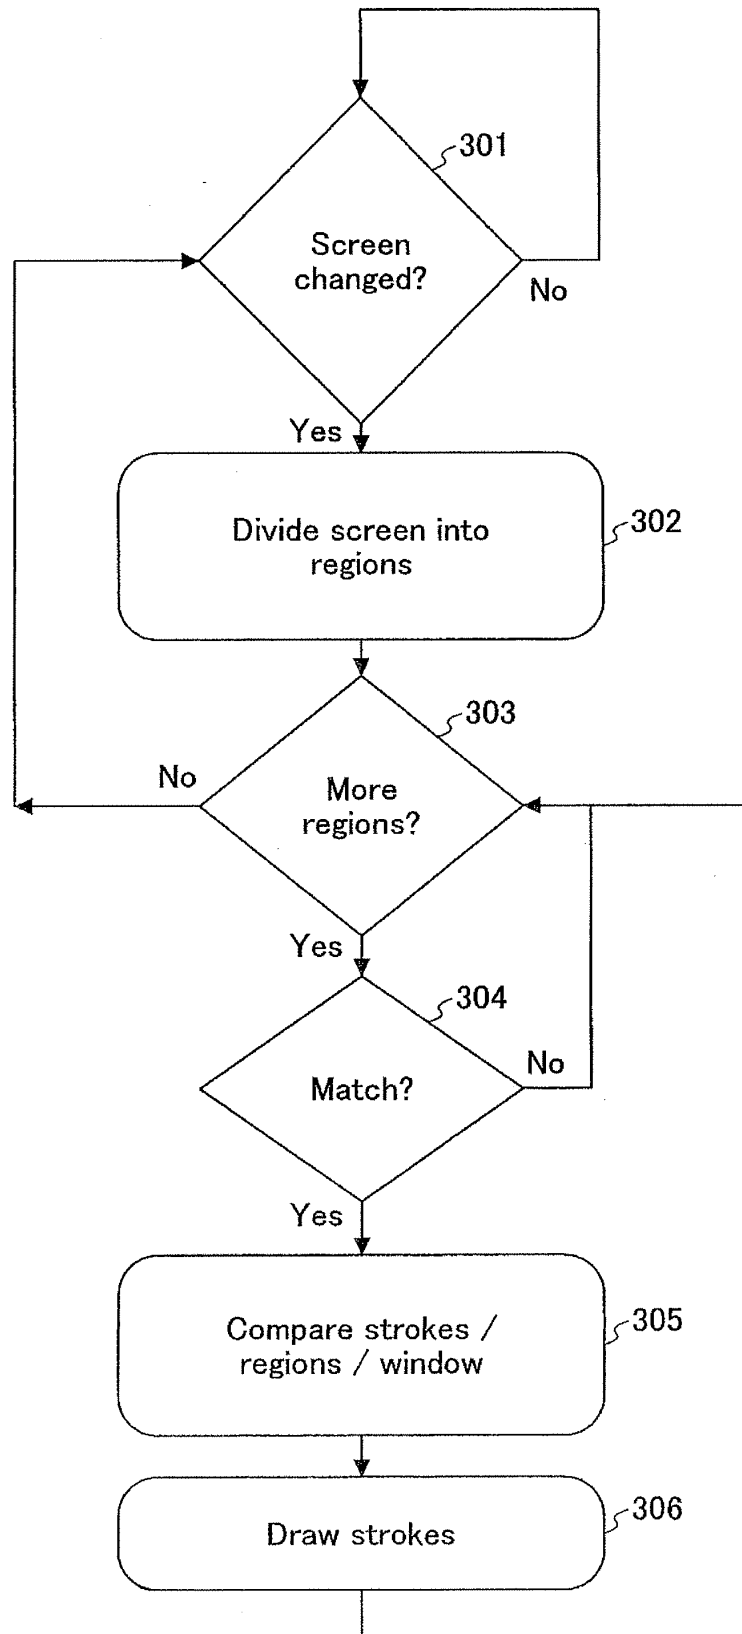 301
Screen
changed?
No
Yes
Divide screen into
regions
302
303
No
More
regions?
Yes
304
No
Match?
Yes
Compare strokes /
regions / window
305
306
Draw strokes